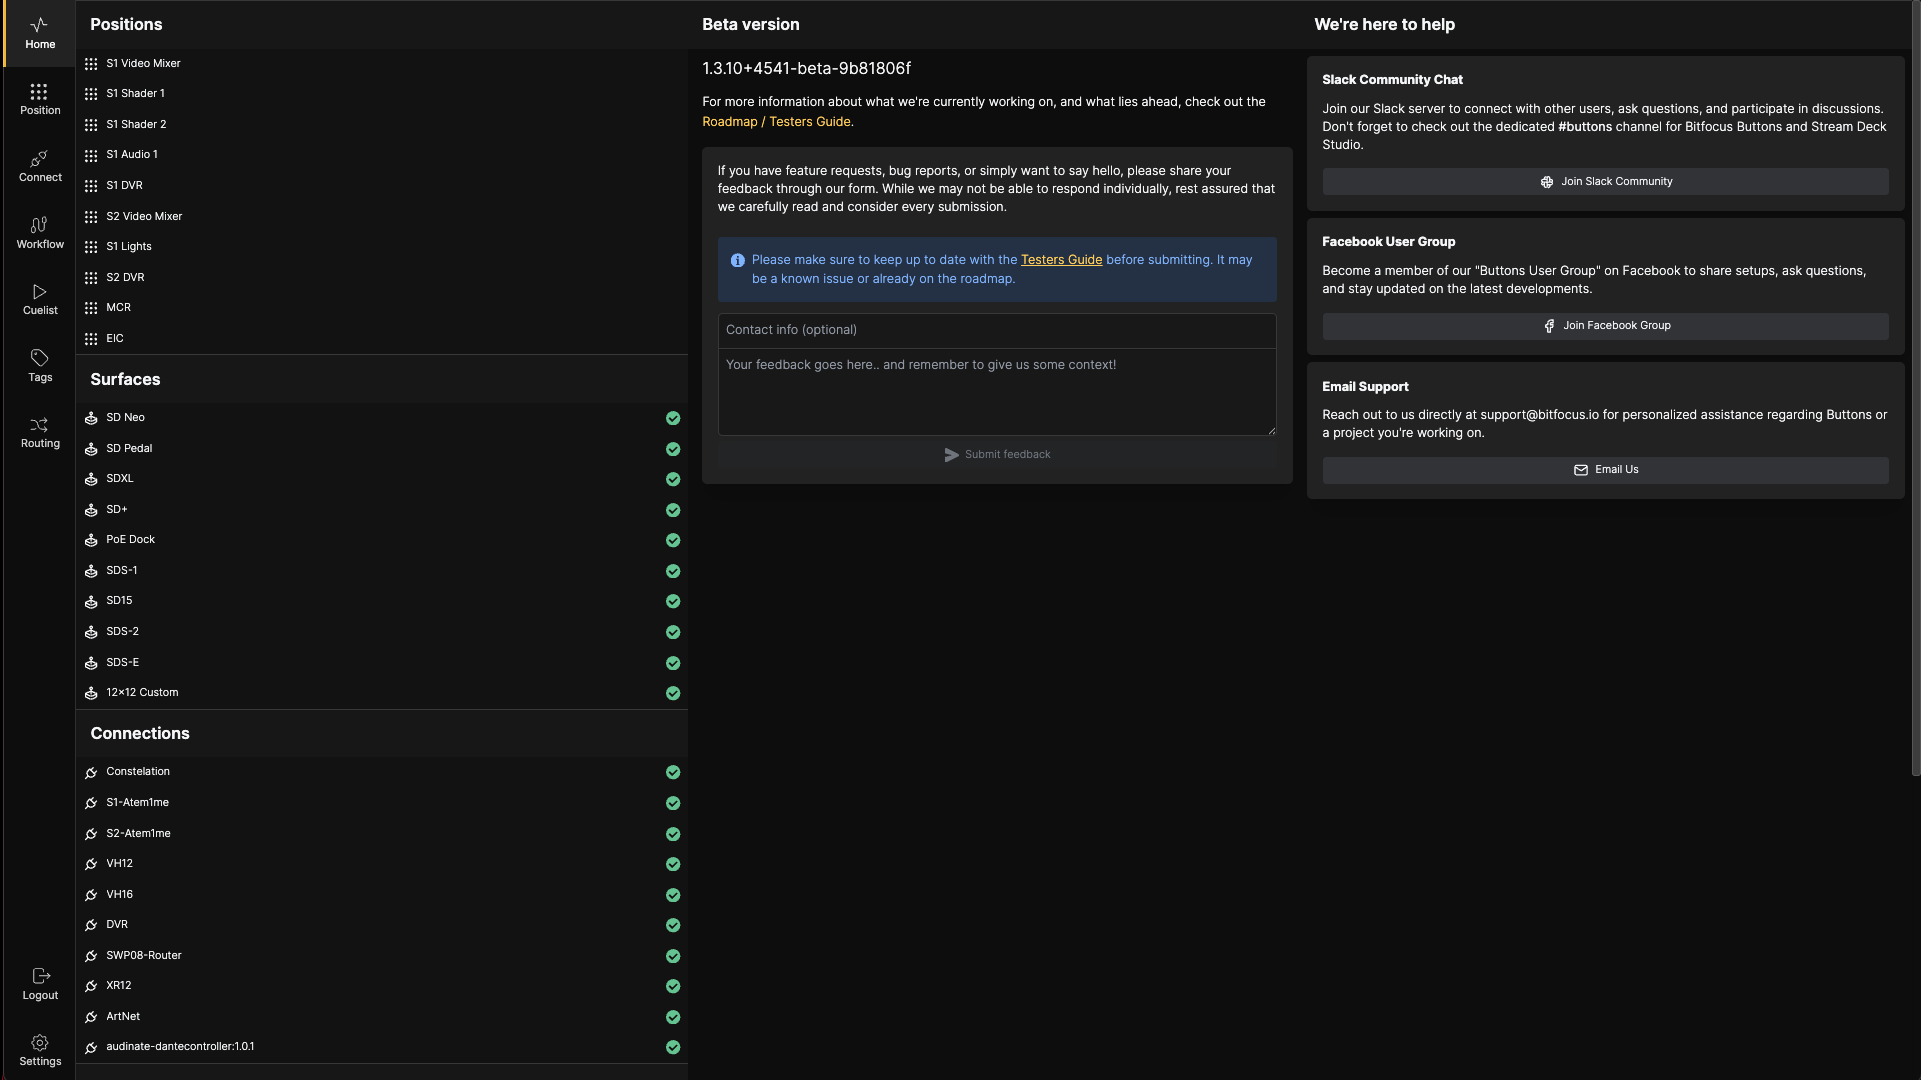 Home
Position
Connect
Workflow
Cuelist
Tags
Routing
Logout
Settings
Positions
S1 Video Mixer
S1 Shader 1
S1 Shader 2
S1 Audio 1
S1 DVR
S2 Video Mixer
S1 Lights
S2 DVR
MCR
EIC
Surfaces
SD Neo
SD Pedal
SDXL
SD+
PoE Dock
SDS-1
SD15
SDS-2
SDS-E
12×12 Custom
Connections
Constelation
S1-Atem1me
S2-Atem1me
VH12
VH16
DVR
SWP08-Router
XR12
ArtNet
audinate-dantecontroller:1.0.1
Beta version
1.3.10+4541-beta-9b81806f
For more information about what we're currently working on, and what lies ahead, check out the
Roadmap / Testers Guide.
If you have feature requests, bug reports, or simply want to say hello, please share your
feedback through our form. While we may not be able to respond individually, rest assured that
we carefully read and consider every submission.
Please make sure to keep up to date with the Testers Guide before submitting. It may
be a known issue or already on the roadmap.
Contact info (optional)
Your feedback goes here.. and remember to give us some context!
Submit feedback
We're here to help
Slack Community Chat
Join our Slack server to connect with other users, ask questions, and participate in discussions.
Don't forget to check out the dedicated #buttons channel for Bitfocus Buttons and Stream Deck
Studio.
Join Slack Community
Facebook User Group
Become a member of our "Buttons User Group" on Facebook to share setups, ask questions,
and stay updated on the latest developments.
Join Facebook Group
Email Support
Reach out to us directly at support@bitfocus.io for personalized assistance regarding Buttons or
a project you're working on.
Email Us